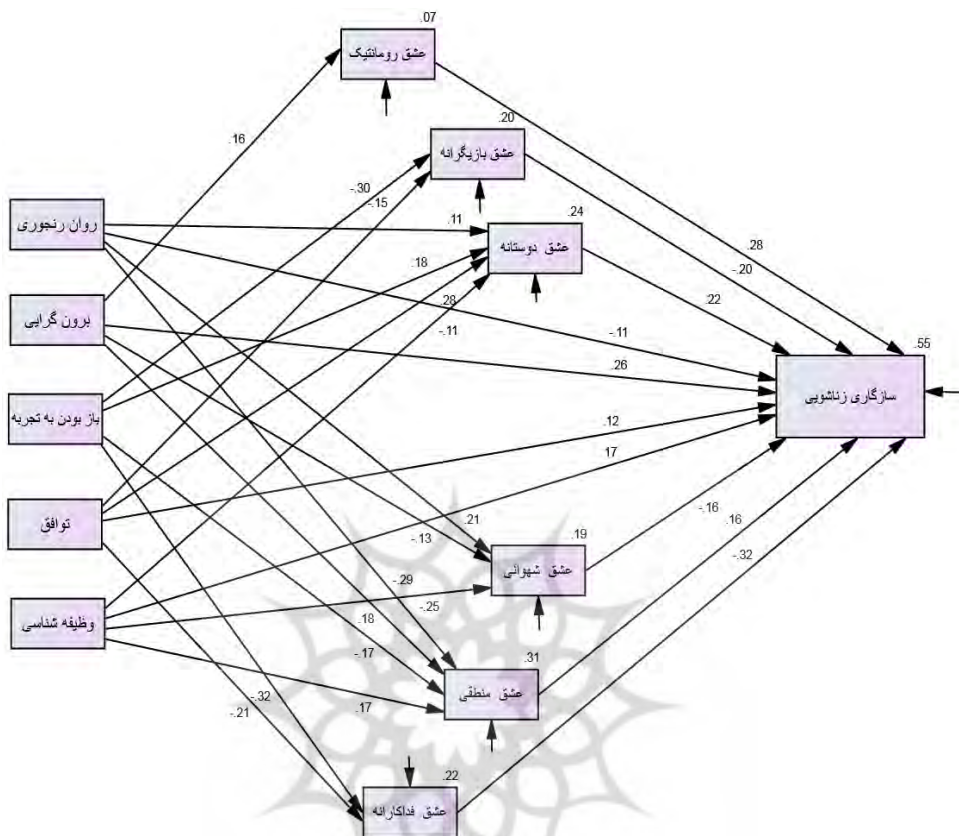 .07
عشق رومانتیک
.16
.20
عشق بازیگرانه
-.30
-.15
.24
عشق دوستانه
روان رنجوری
.11
.28
-.20
.18
.22
برون گرایی
.28
-.11
-.11
.26
.55
سازگاری زناشویی
باز بودن به تجربه
.12
17
توافق
.21
-.13
-.16
.16
-.32
.19
عشق شهوانی
-.29
-.25
وظیفه شناسی
.18
-.17
.31
عشق منطقی
-.32
-.21
.17
.22
عشق فداکارانه